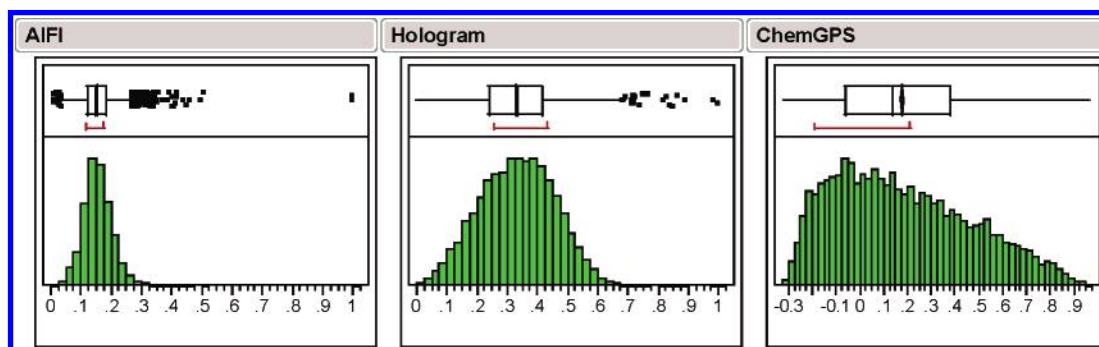 AlFI Hologram ChemGPS
0 .1 .2 .3 .4 .5 .6 .7 .8 .9 1 0 .1 .2 .3 .4 .5 .6 .7 .8 .9 1 -0.3 -0.1 0 .1 .2 .3 .4 .5 .6 .7 .8 .9